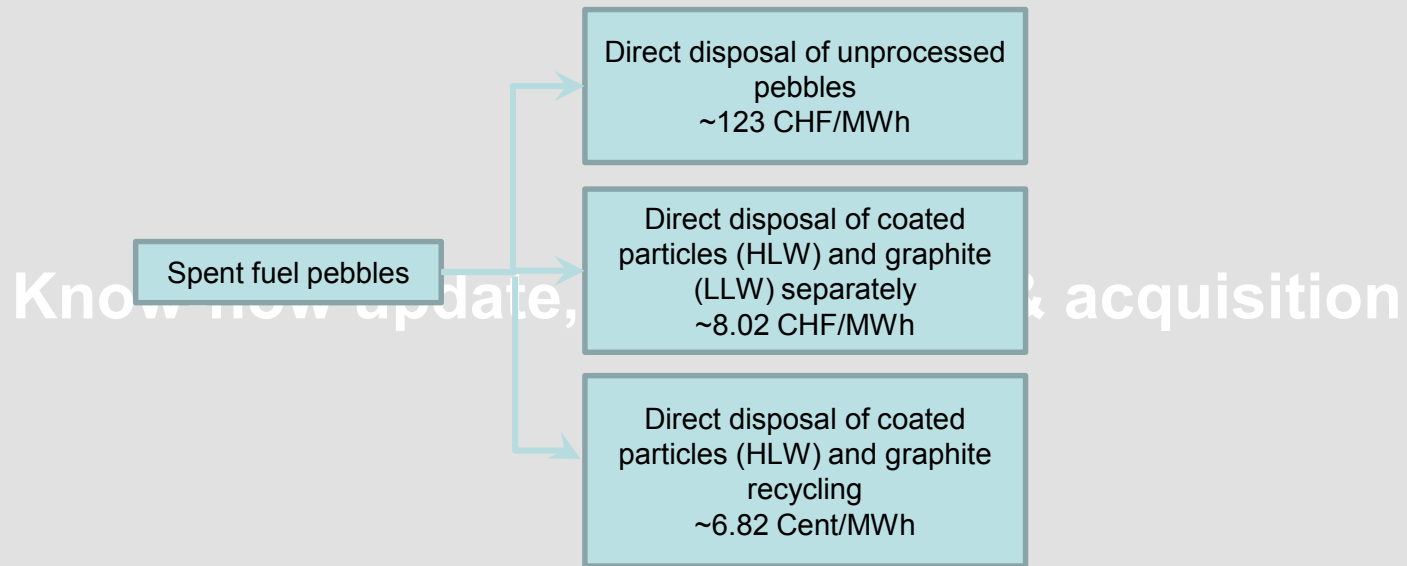 Direct disposal of unprocessed
pebbles
~123 CHF/MWh
Spent fuel pebbles
Direct disposal of coated
particles (HLW) and graphite
(LLW) separately
~8.02 CHF/MWh
update,
& acquisition
Direct disposal of coated
particles (HLW) and graphite
recycling
~6.82 Cent/MWh